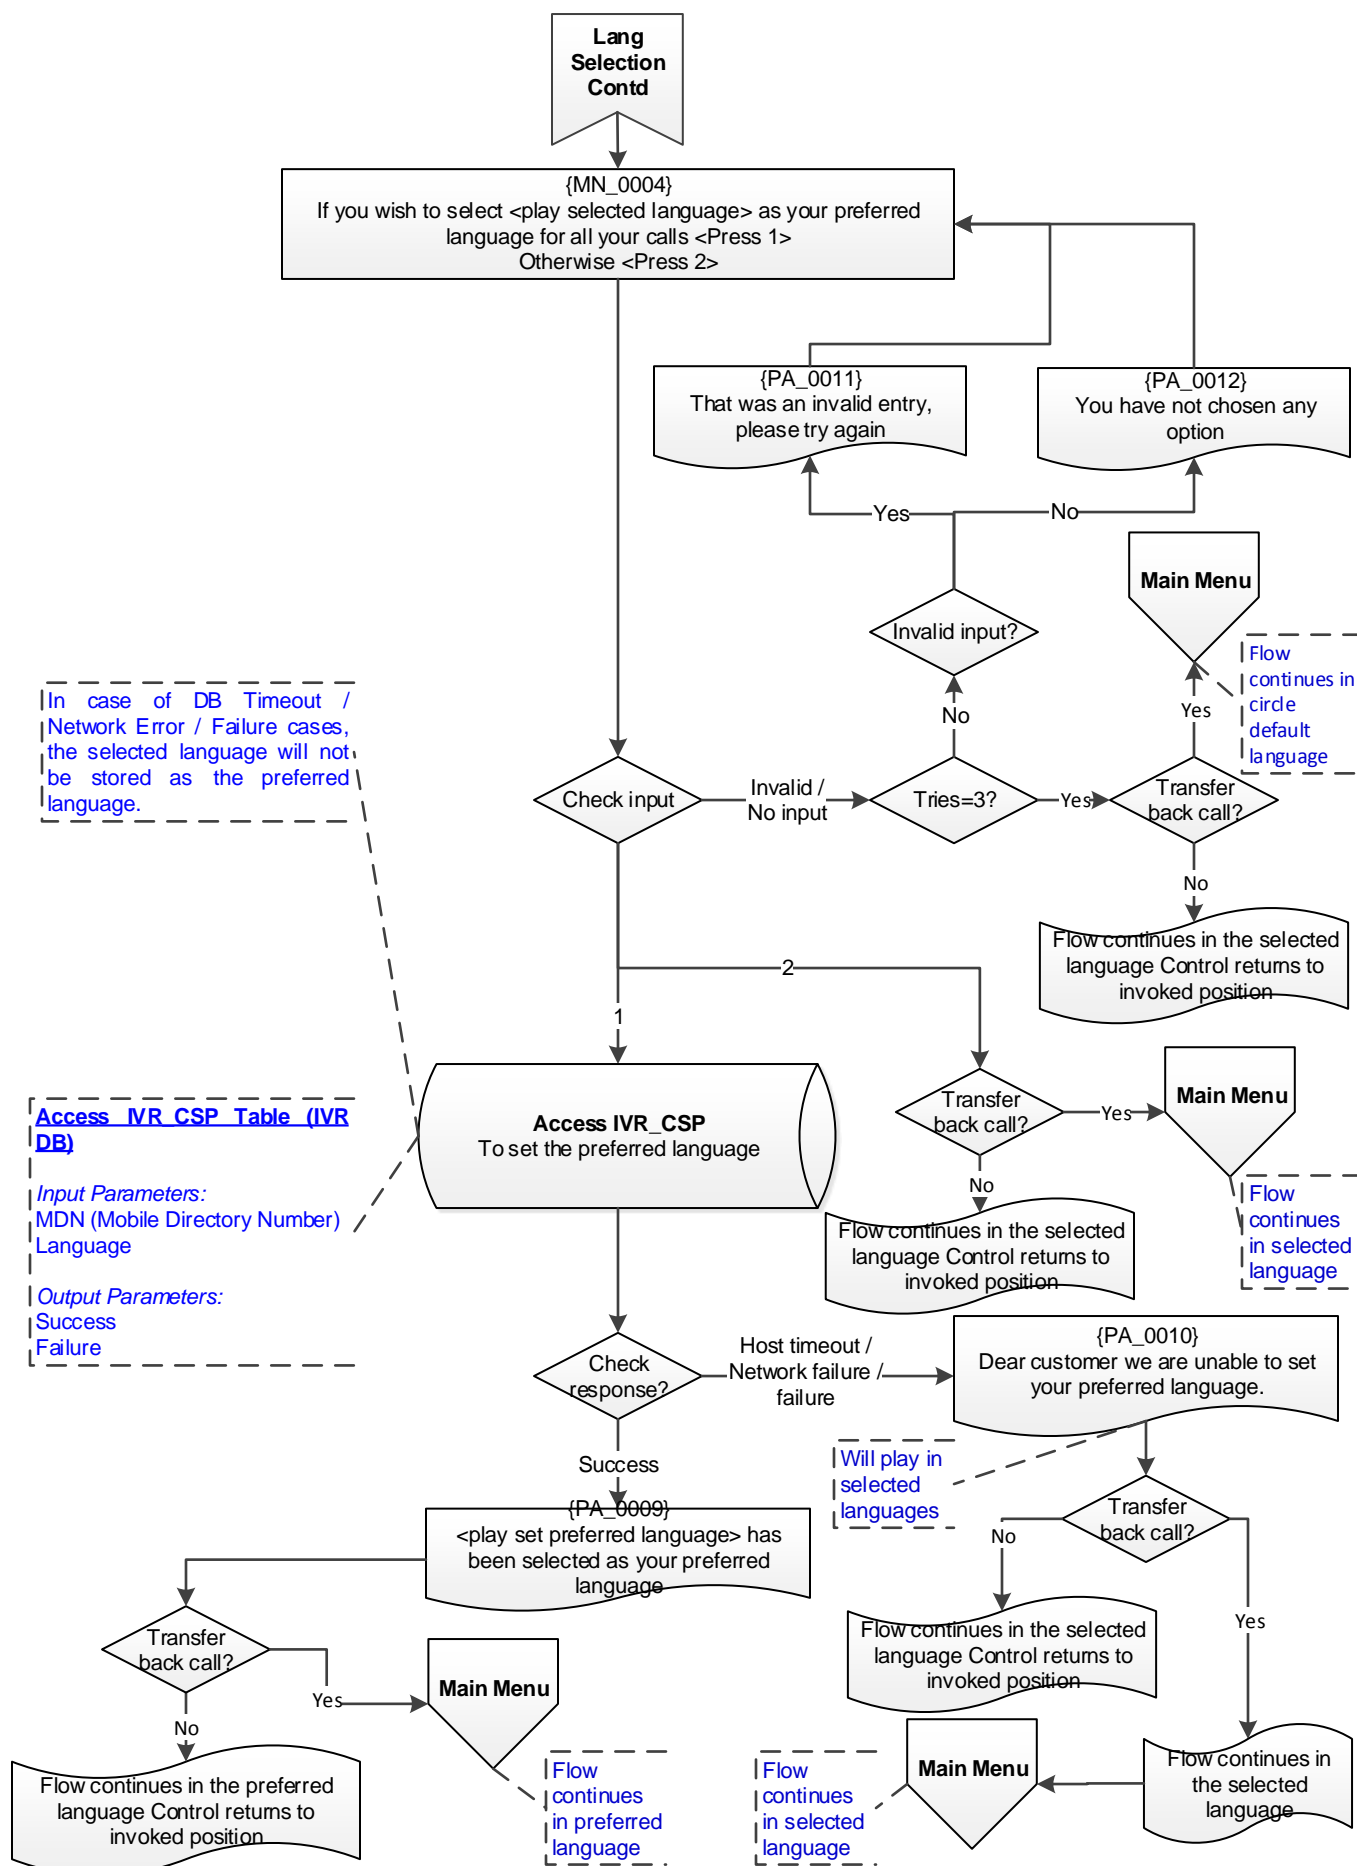 Lang
Selection
Contd
{MN_0004}
If you wish to select <play selected language> as your preferred
language for all your calls <Press 1>
Otherwise <Press 2>
{PA_0011}
That was an invalid entry,
please try again
{PA_0012}
You have not chosen any
option
Yes
No
Main Menu
Invalid input?
Flow
continues in
circle
default
language
No
Yes
In case of DB Timeout /
Network Error / Failure cases,
the selected language will not
be stored as the preferred
language.
Check input
Invalid /
No input
Tries=3?
Yes
Transfer
back call?
No
Flow continues in the selected
language Control returns to
invoked position
2
1
Access IVR_CSP
To set the preferred language
Transfer
back call?
Yes
Main Menu
No
Flow
continues
in selected
language
Flow continues in the selected
language Control returns to
invoked position
Access IVR_CSP Table (IVR
DB)
Input Parameters:
MDN (Mobile Directory Number)
Language
Output Parameters:
Success
Failure
Check
response?
Host timeout /
Network failure /
failure
{PA_0010}
Dear customer we are unable to set
your preferred language.
Will play in
selected
languages
Success
{PA_0009}
<play set preferred language> has
been selected as your preferred
language
Transfer
back call?
No
Yes
Flow continues in the selected
language Control returns to
invoked position
Transfer
back call?
Yes
Main Menu
No
Flow continues in the preferred
language Control returns to
invoked position
Flow
continues
in preferred
language
Flow
continues
in selected
language
Main Menu
Flow continues in
the selected
language